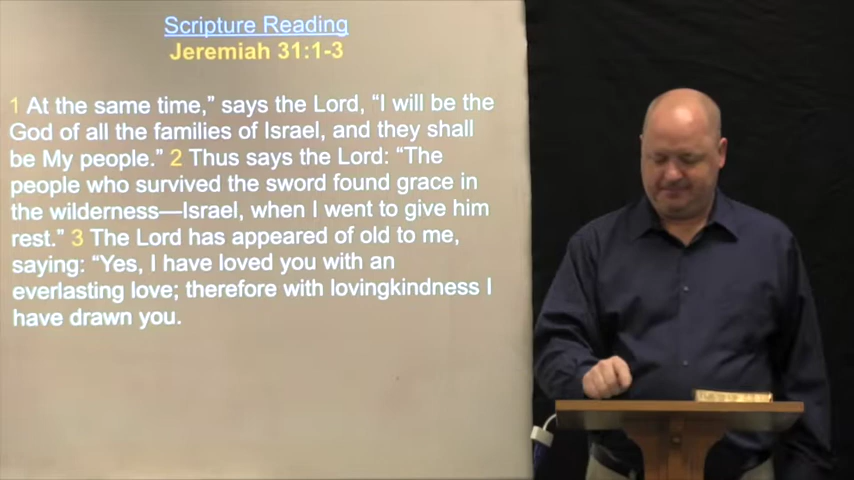 Scripture Reading
Jeremiah 31:1-3
1 At the same time,” says the Lord, “I will be the
God of all the families of Israel, and they shall
be My people.” 2 Thus says the Lord: “The
people who survived the sword found grace in
the wilderness—Israel, when I went to give him
rest.” 3 The Lord has appeared of old to me,
saying: “Yes, I have loved you with an
everlasting love; therefore with lovingkindness I
have drawn you.